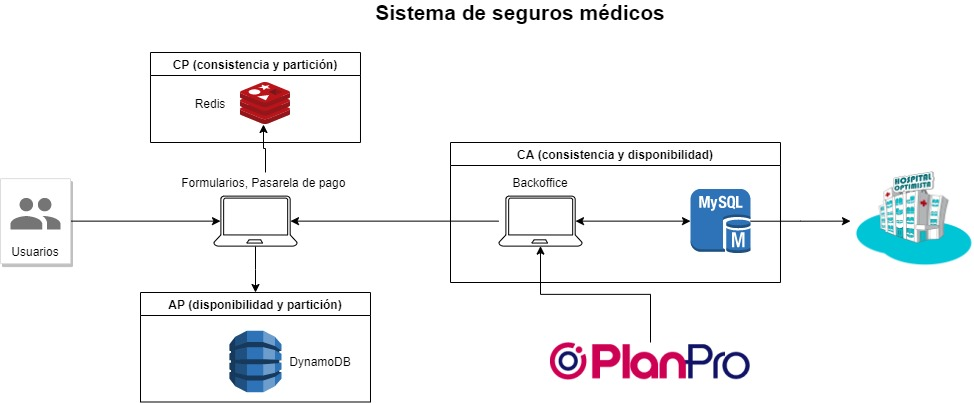 Sistema de seguros médicos
CP (consistencia y partición)
Redis
Formularios, Pasarela de pago
Usuarios
AP (disponibilidad y partición)
DynamoDB
CA (consistencia y disponibilidad)
Backoffice
MySQL
M
HOSPITAL
OPTIMISTA
PlanPro